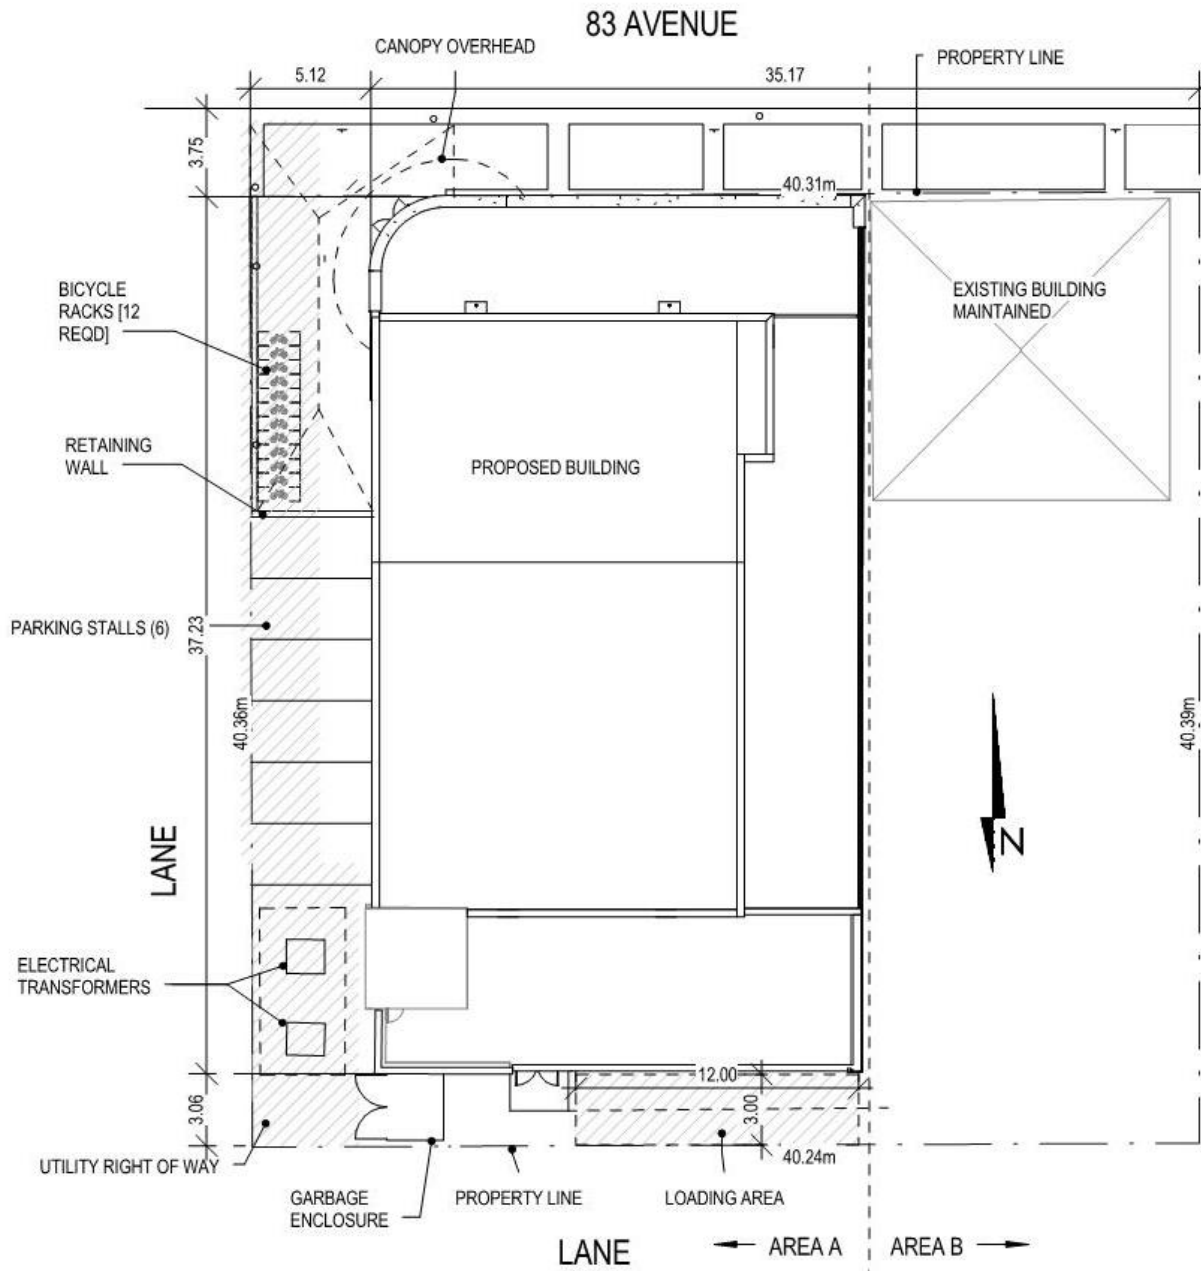 83 AVENUE
CANOPY OVERHEAD
PROPERTY LINE
5.12
35.17
3.75
40.31m
BICYCLE
RACKS [12
REQD]
EXISTING BUILDING
MAINTAINED
RETAINING
WALL
PROPOSED BUILDING
PARKING STALLS (6)
37.23
40.36m
40.39m
LANE
N
ELECTRICAL
TRANSFORMERS
12.00
3.06
3.00
40.24m
UTILITY RIGHT OF WAY
GARBAGE
ENCLOSURE
PROPERTY LINE
LOADING AREA
LANE
AREA A
AREA B